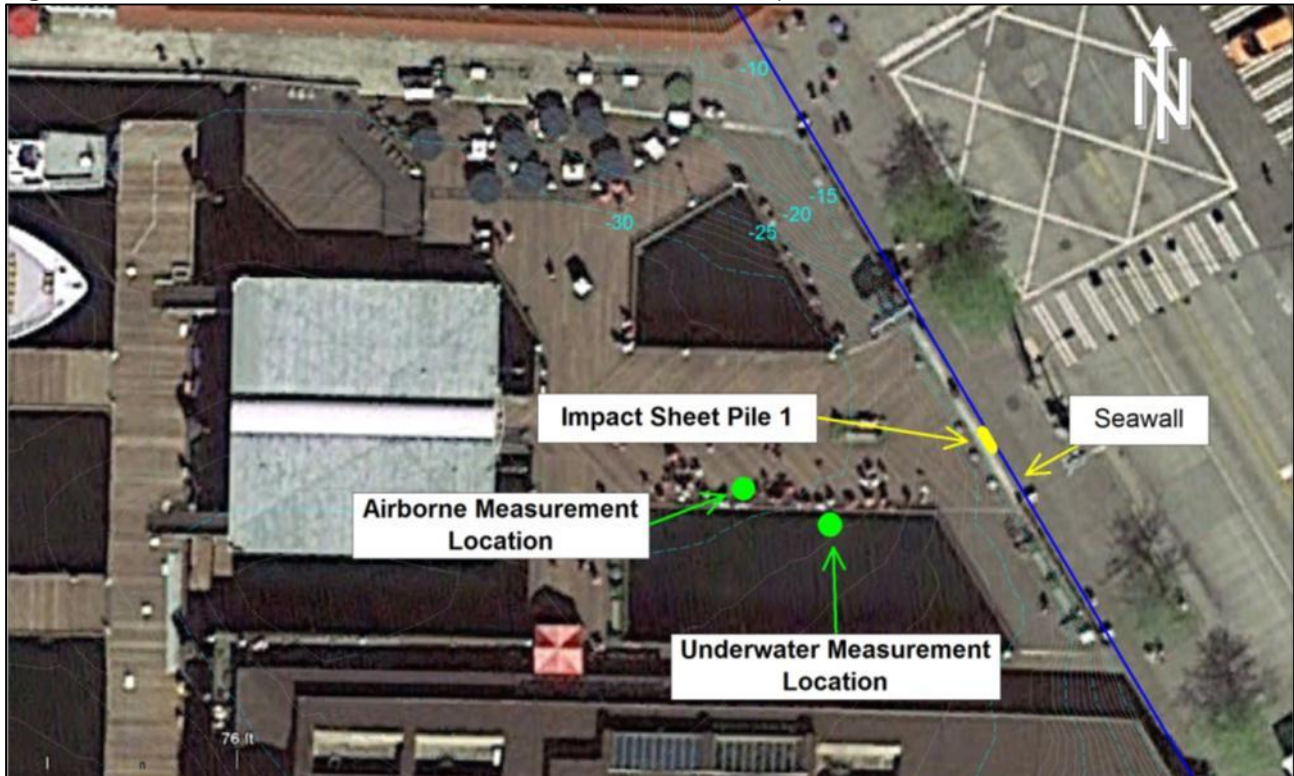 -10
N
-15
-20
-25
-30
Impact Sheet Pile 1
Seawall
Airborne Measurement
Location
Underwater Measurement
Location
76 ft